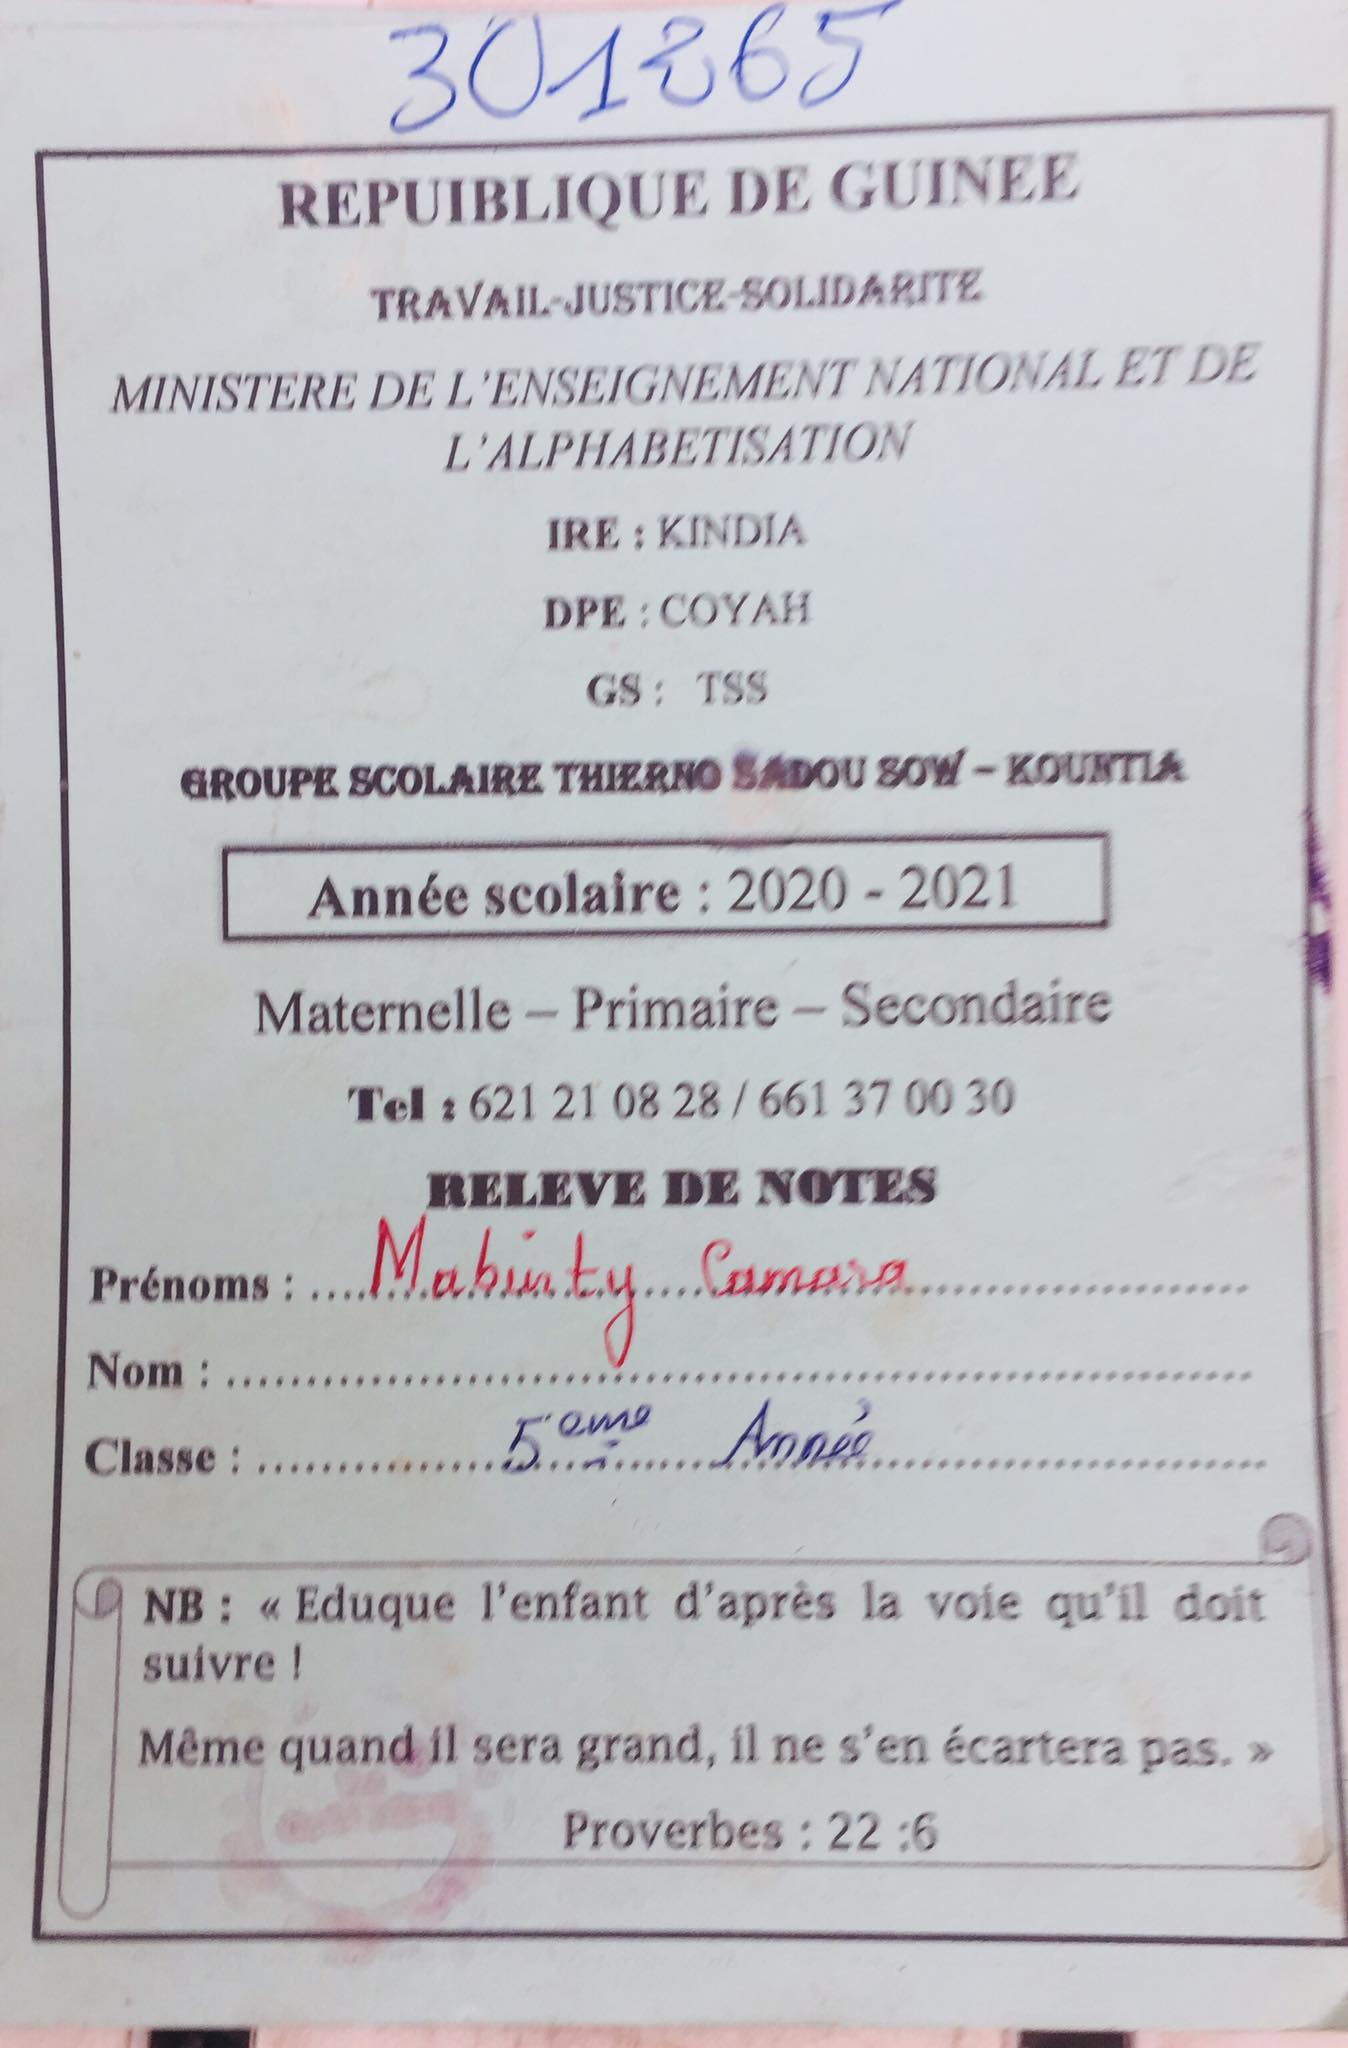 301265
REPUIBLIQUE DE GUINEE
TRAVAIL-JUSTICE-SOLIDARITE
MINISTERE DE L'ENSEIGNEMENT NATIONAL ET DE
L'ALPHABETISATION
IRE : KINDIA
DPE : COYAH
GS : TSS
GROUPE SCOLAIRE THIERNO SADOU SOW – KOUNTIA
Année scolaire : 2020 - 2021
Maternelle – Primaire – Secondaire
Tel : 621 21 08 28 / 661 37 00 30
RELEVE DE NOTES
Prénoms : Mabinty Camara
Nom :
Classe : 5ème Année
NB : « Eduque l'enfant d'après la voie qu'il doit
suivre !
Même quand il sera grand, il ne s'en écartera pas. »
Proverbes : 22 :6